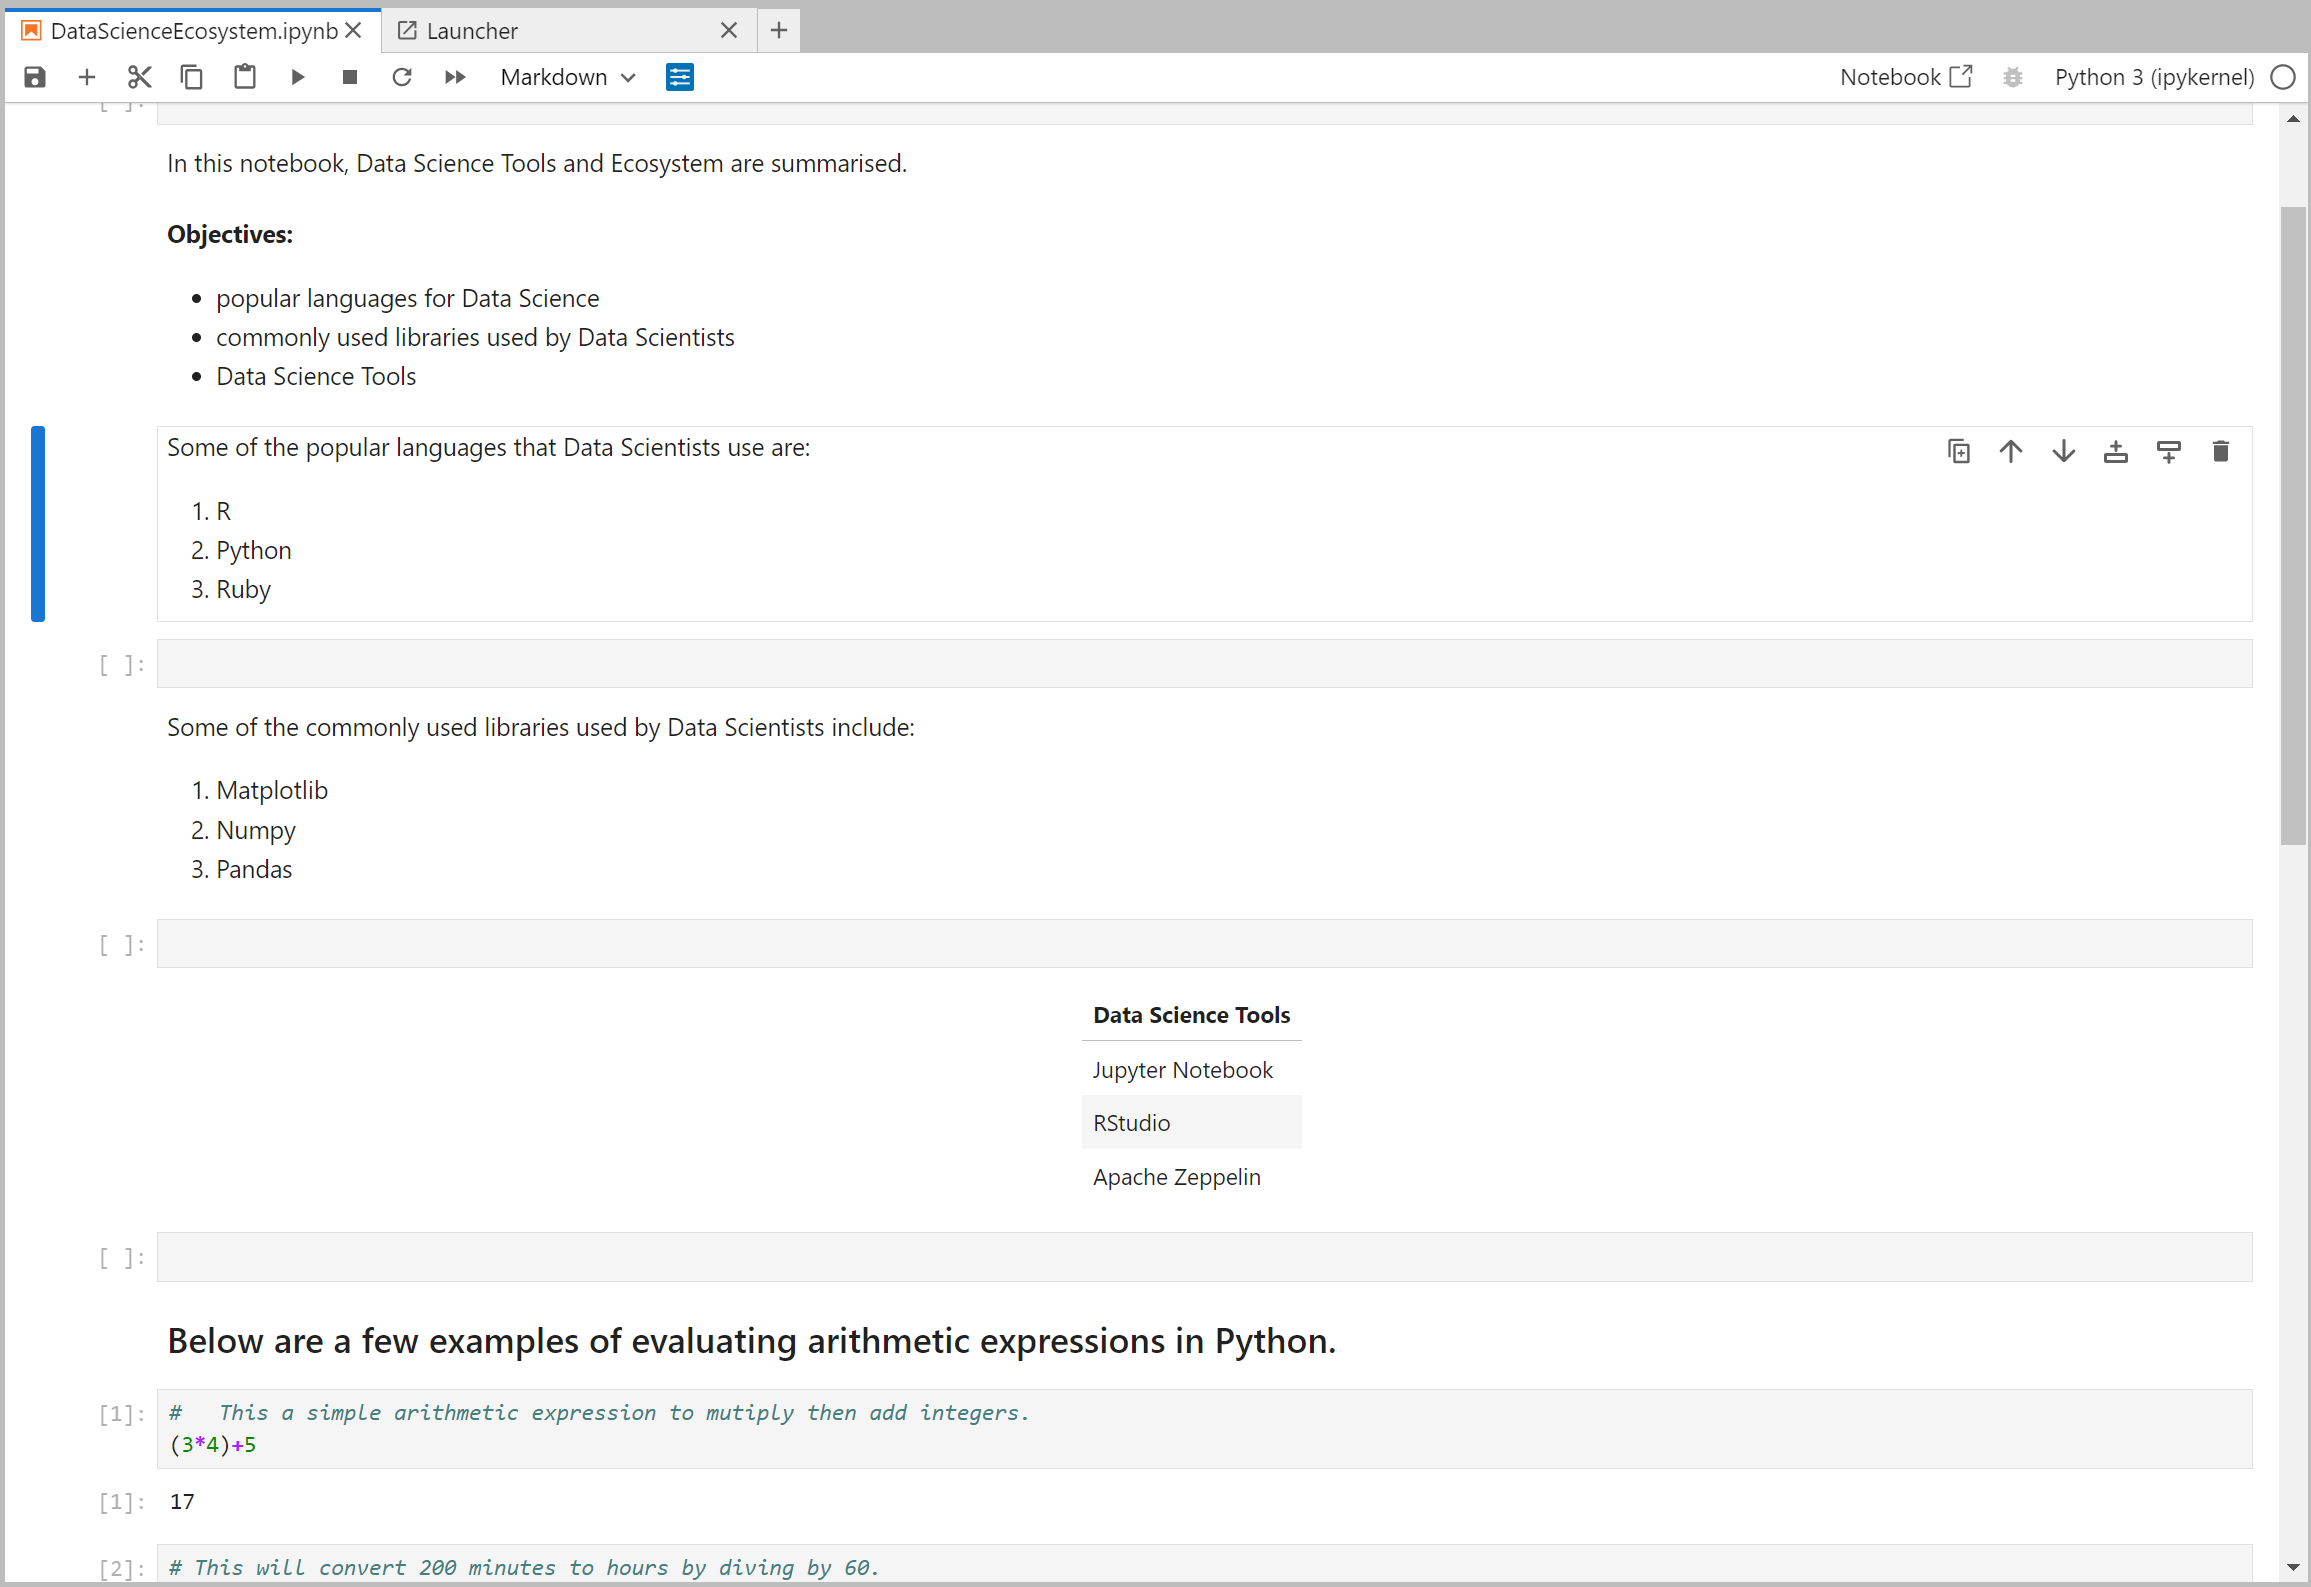 DataScienceEcosystem.ipynb
Launcher
Markdown
Notebook
Python 3 (ipykernel)
[ ]:
In this notebook, Data Science Tools and Ecosystem are summarised.
Objectives:
popular languages for Data Science
commonly used libraries used by Data Scientists
Data Science Tools
Some of the popular languages that Data Scientists use are:
1. R
2. Python
3. Ruby
[ ]:
Some of the commonly used libraries used by Data Scientists include:
1. Matplotlib
2. Numpy
3. Pandas
[ ]:
Data Science Tools
Jupyter Notebook
RStudio
Apache Zeppelin
[ ]:
Below are a few examples of evaluating arithmetic expressions in Python.
[1]: #   This a simple arithmetic expression to mutiply then add integers.
(3*4)+5
[1]: 17
[2]: # This will convert 200 minutes to hours by diving by 60.